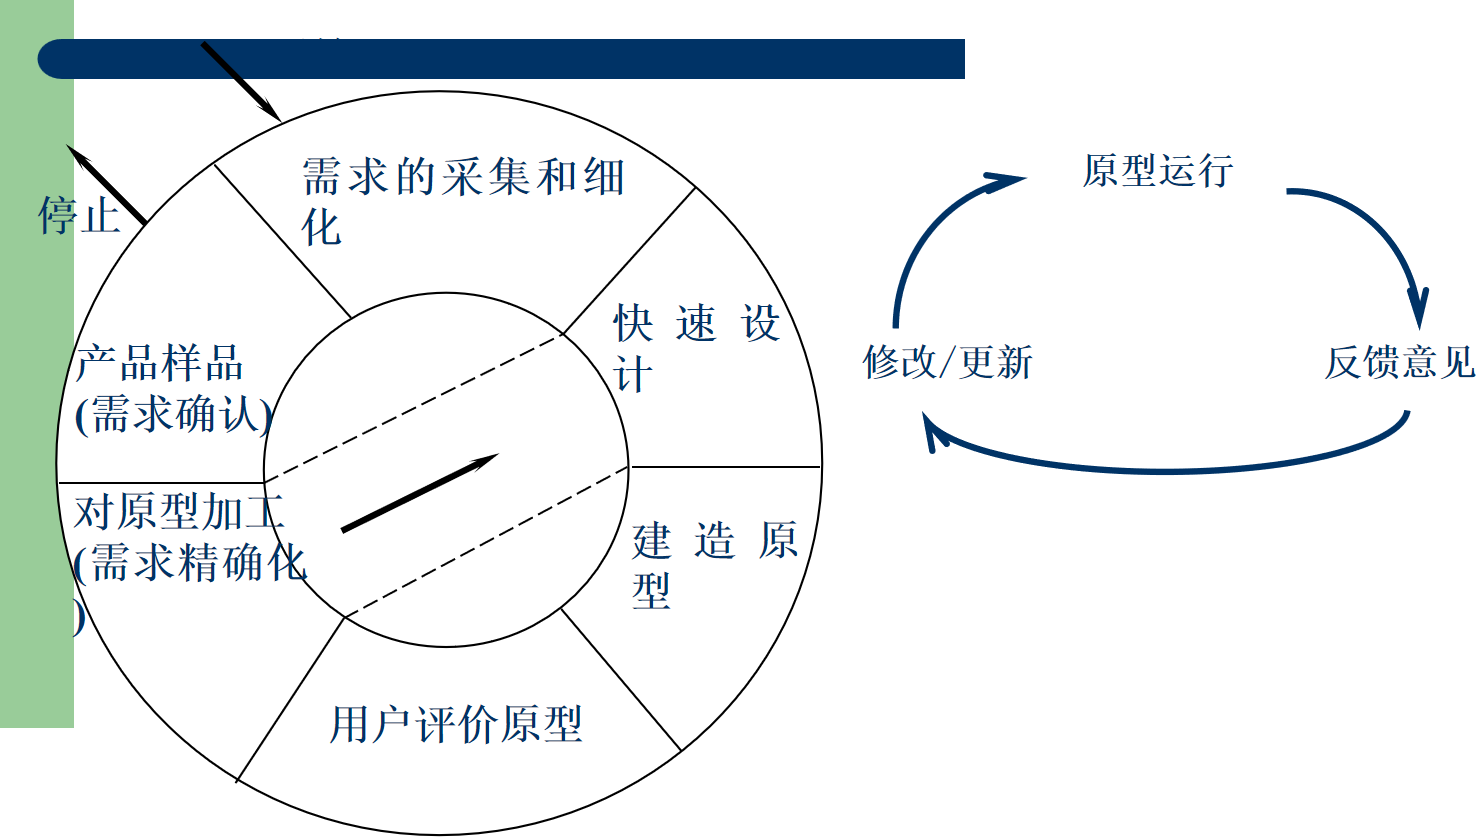 需求的采集和细
化
停止
快速设
计
产品样品
(需求确认)
对原型加工
(需求精确化
)
建造原
型
用户评价原型
原型运行
修改/更新
反馈意见